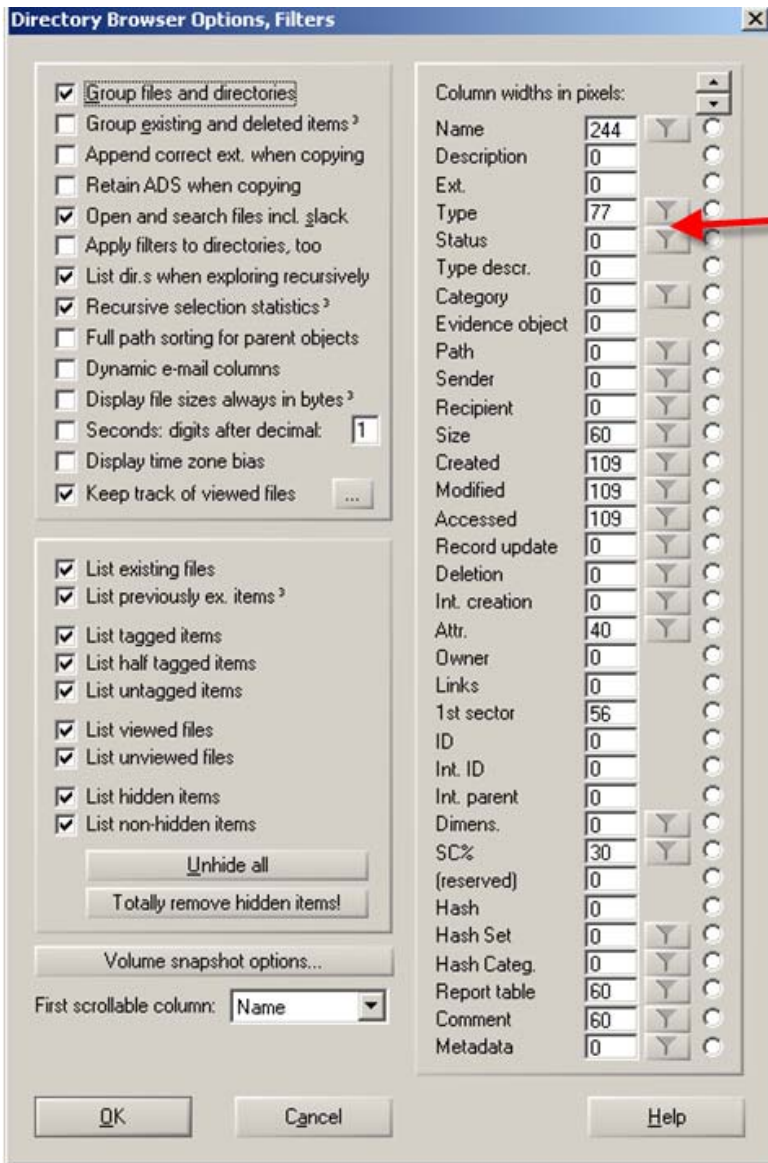 Directory Browser Options, Filters
Group files and directories
Group existing and deleted items³
Append correct ext. when copying
Retain ADS when copying
Open and search files incl. slack
Apply filters to directories, too
List dir.s when exploring recursively
Recursive selection statistics³
Full path sorting for parent objects
Dynamic e-mail columns
Display file sizes always in bytes³
Seconds: digits after decimal: 1
Display time zone bias
Keep track of viewed files ...
List existing files
List previously ex. items³
List tagged items
List half tagged items
List untagged items
List viewed files
List unviewed files
List hidden items
List non-hidden items
Unhide all
Totally remove hidden items!
Volume snapshot options...
First scrollable column: Name
Column widths in pixels:
Name 244
Description 0
Ext. 0
Type 77
Status 0
Type descr. 0
Category 0
Evidence object 0
Path 0
Sender 0
Recipient 0
Size 60
Created 109
Modified 109
Accessed 109
Record update 0
Deletion 0
Int. creation 0
Attr. 40
Owner 0
Links 0
1st sector 56
ID 0
Int. ID 0
Int. parent 0
Dimens. 0
SC% 30
(reserved) 0
Hash 0
Hash Set 0
Hash Categ. 0
Report table 60
Comment 60
Metadata 0
OK
Cancel
Help